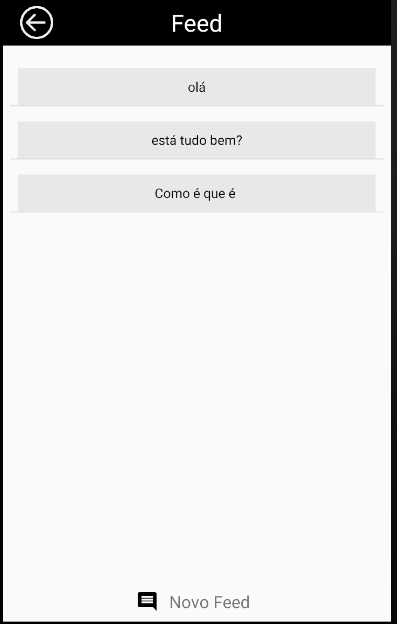 Feed
olá
está tudo bem?
Como é que é
Novo Feed